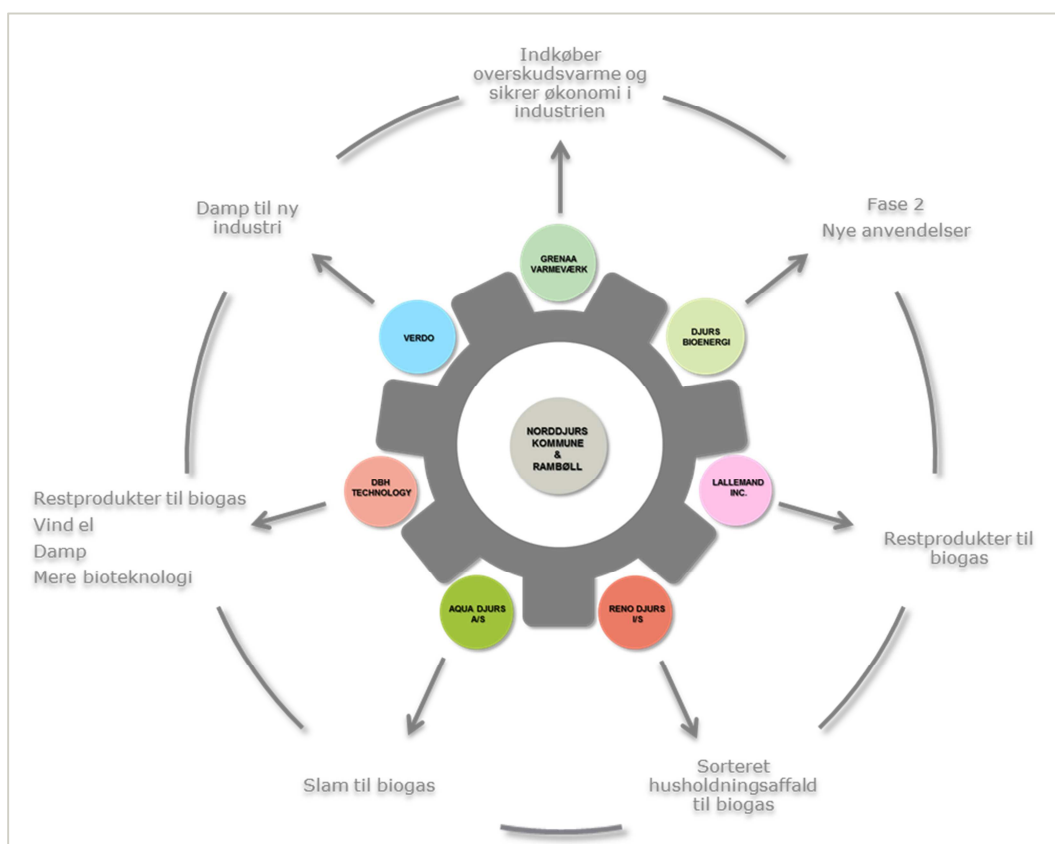 Indkøber
overskudsvarme og
sikrer økonomi i
industrien
Damp til ny
industri
Fase 2
Nye anvendelser
GRENAA
VARMEVÆRK
VERDO
DJURS
BIOENERGI
NORDDJURS
KOMMUNE
&
RAMBØLL
DBH
TECHNOLOGY
LALLEMAND
INC.
Restprodukter til biogas
Vind el
Damp
Mere bioteknologi
Restprodukter til
biogas
AQUA DJURS
A/S
RENO DJURS
I/S
Slam til biogas
Sorteret
husholdningsaffald
til biogas